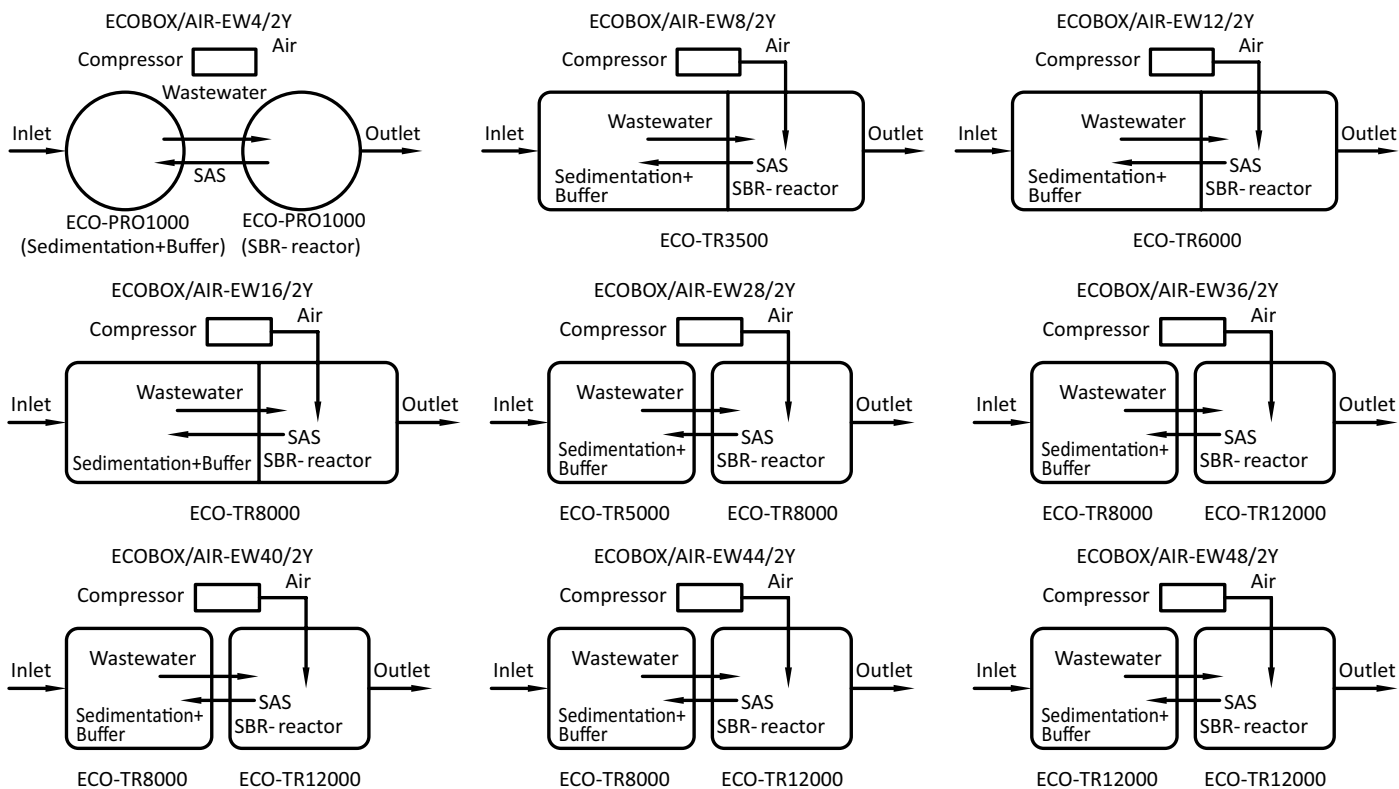 ECOBOX/AIR-EW4/2Y
Air
Compressor
Wastewater
Inlet
Outlet
SAS
ECO-PRO1000
(Sedimentation+Buffer)
ECO-PRO1000
(SBR- reactor)
ECOBOX/AIR-EW8/2Y
Air
Compressor
Wastewater
Inlet
Outlet
SAS
Sedimentation+
Buffer
SBR- reactor
ECO-TR3500
ECOBOX/AIR-EW12/2Y
Air
Compressor
Wastewater
Inlet
Outlet
SAS
Sedimentation+
Buffer
SBR- reactor
ECO-TR6000
ECOBOX/AIR-EW16/2Y
Air
Compressor
Wastewater
Inlet
Outlet
SAS
Sedimentation+Buffer
SBR- reactor
ECO-TR8000
ECOBOX/AIR-EW28/2Y
Air
Compressor
Wastewater
Inlet
Outlet
SAS
Sedimentation+
Buffer
SBR- reactor
ECO-TR5000
ECO-TR8000
ECOBOX/AIR-EW36/2Y
Air
Compressor
Wastewater
Inlet
Outlet
SAS
Sedimentation+
Buffer
SBR- reactor
ECO-TR8000
ECO-TR12000
ECOBOX/AIR-EW40/2Y
Air
Compressor
Wastewater
Inlet
Outlet
SAS
Sedimentation+
Buffer
SBR- reactor
ECO-TR8000
ECO-TR12000
ECOBOX/AIR-EW44/2Y
Air
Compressor
Wastewater
Inlet
Outlet
SAS
Sedimentation+
Buffer
SBR- reactor
ECO-TR8000
ECO-TR12000
ECOBOX/AIR-EW48/2Y
Air
Compressor
Wastewater
Inlet
Outlet
SAS
Sedimentation+
Buffer
SBR- reactor
ECO-TR12000
ECO-TR12000